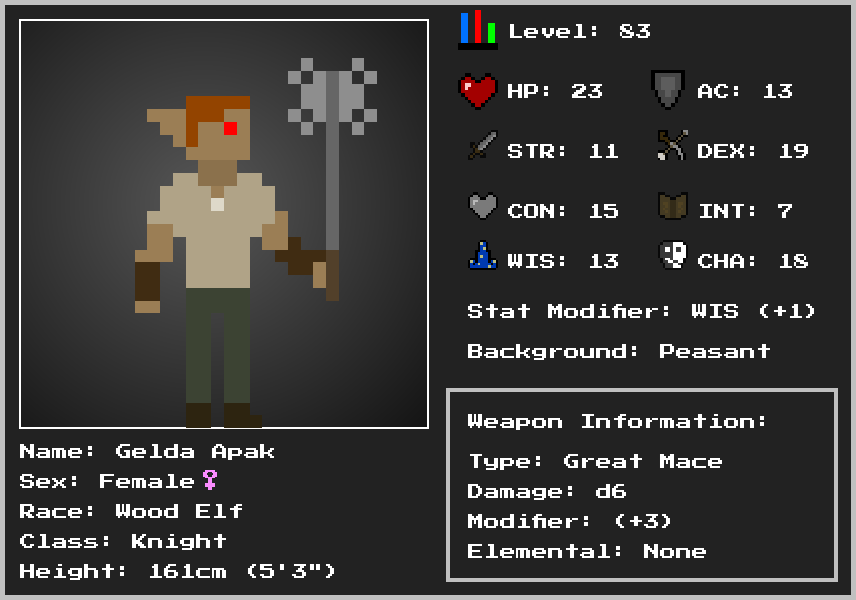 Level: 83
HP: 23
AC: 13
STR: 11
DEX: 19
CON: 15
INT: 7
WIS: 13
CHA: 18
Stat Modifier: WIS (+1)
Background: Peasant
Weapon Information:
Type: Great Mace
Damage: d6
Modifier: (+3)
Elemental: None
Name: Gelda Apak
Sex: Female♀
Race: Wood Elf
Class: Knight
Height: 161cm (5'3")